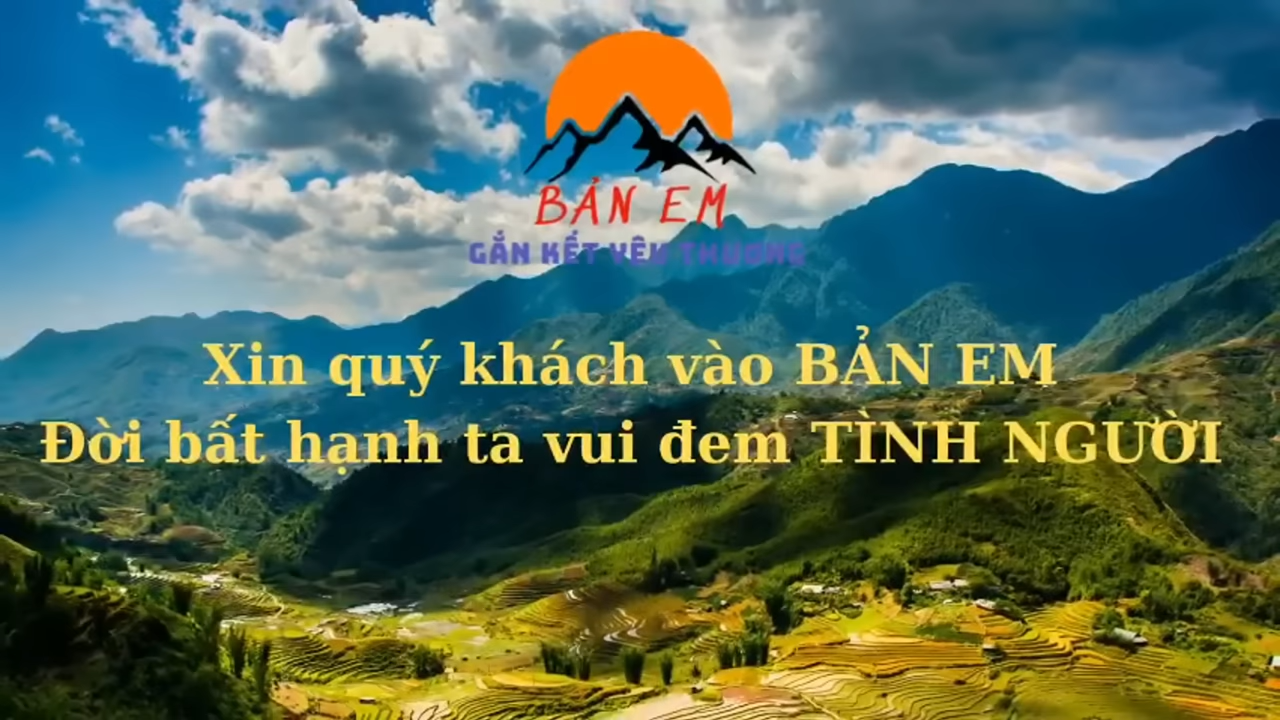 BẢN EM
GẮN KẾT YÊU THƯƠNG
Xin quý khách vào BẢN EM
Đời bất hạnh ta vui đem TÌNH NGƯỜI